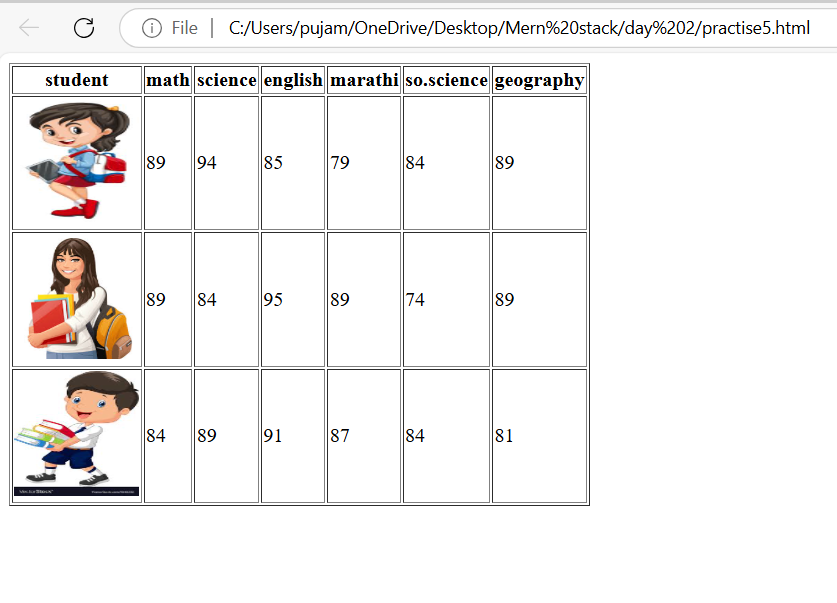 File | C:/Users/pujam/OneDrive/Desktop/Mern%20stack/day%202/practise5.html
student math science english marathi so.science geography
89 94 85 79 84 89
89 84 95 89 74 89
84 89 91 87 84 81